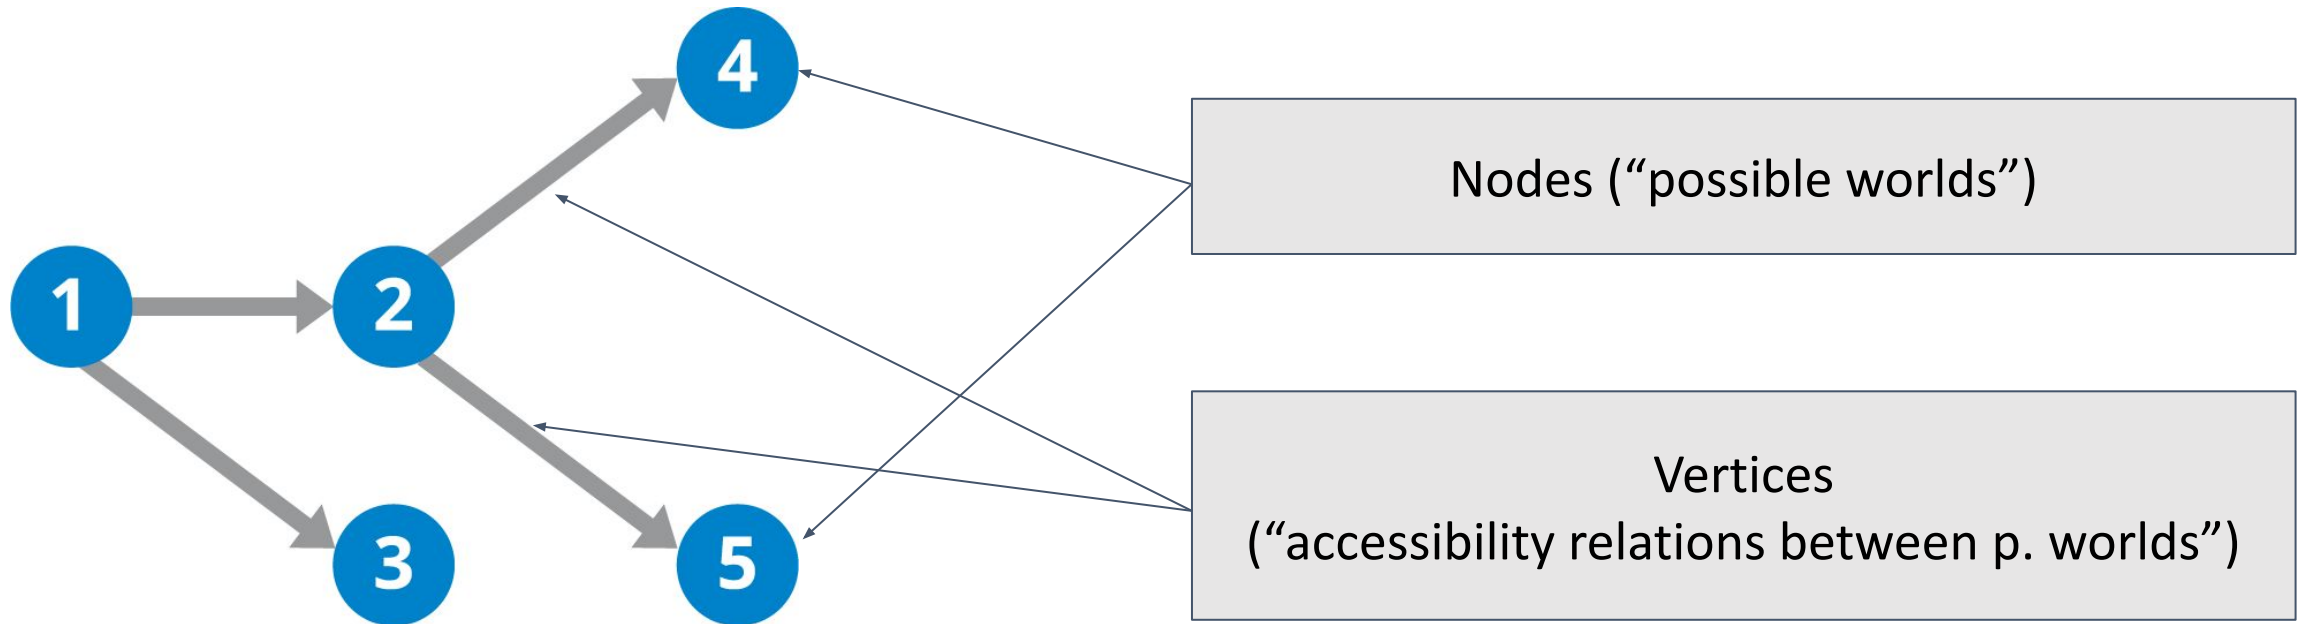 4
Nodes (“possible worlds”)
1
2
Vertices
(“accessibility relations between p. worlds”)
3
5